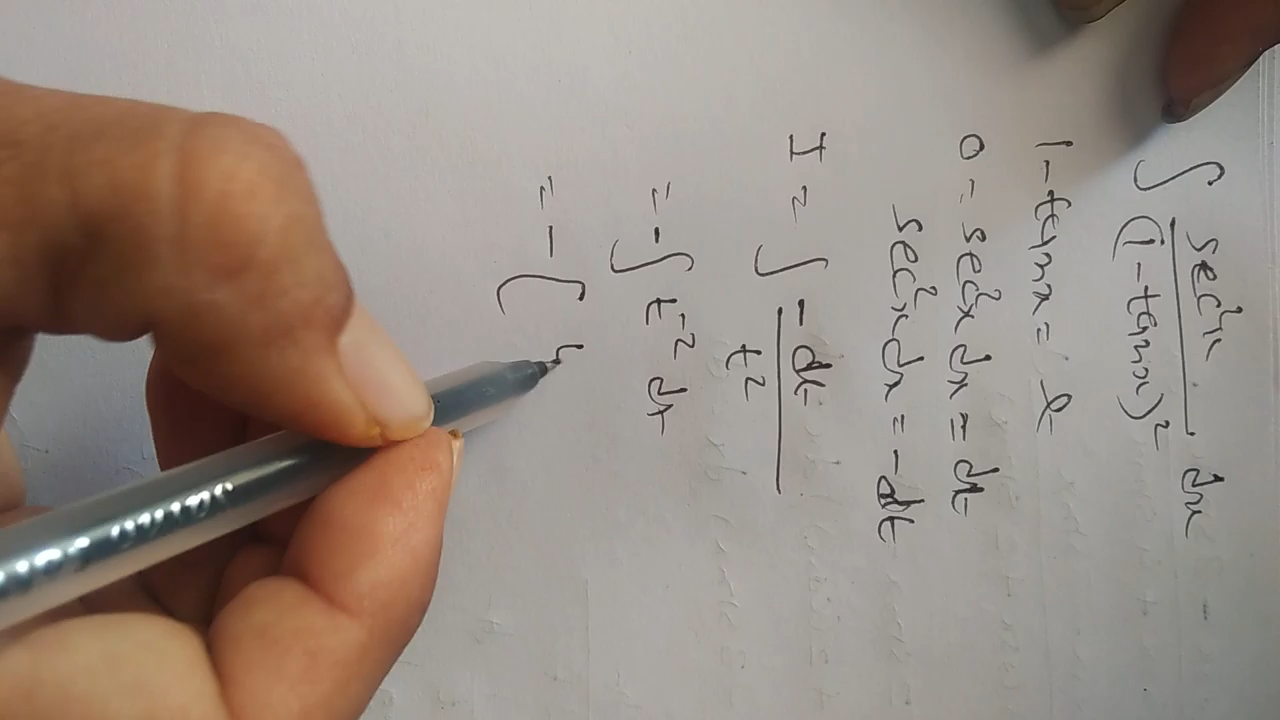 ∫ sec²x / (1 - tanx)² dx
1 - tanx = t
0 - sec²x dx = dt
sec²x dx = -dt
I = ∫ -dt / t²
= -∫ t⁻² dt
= - (